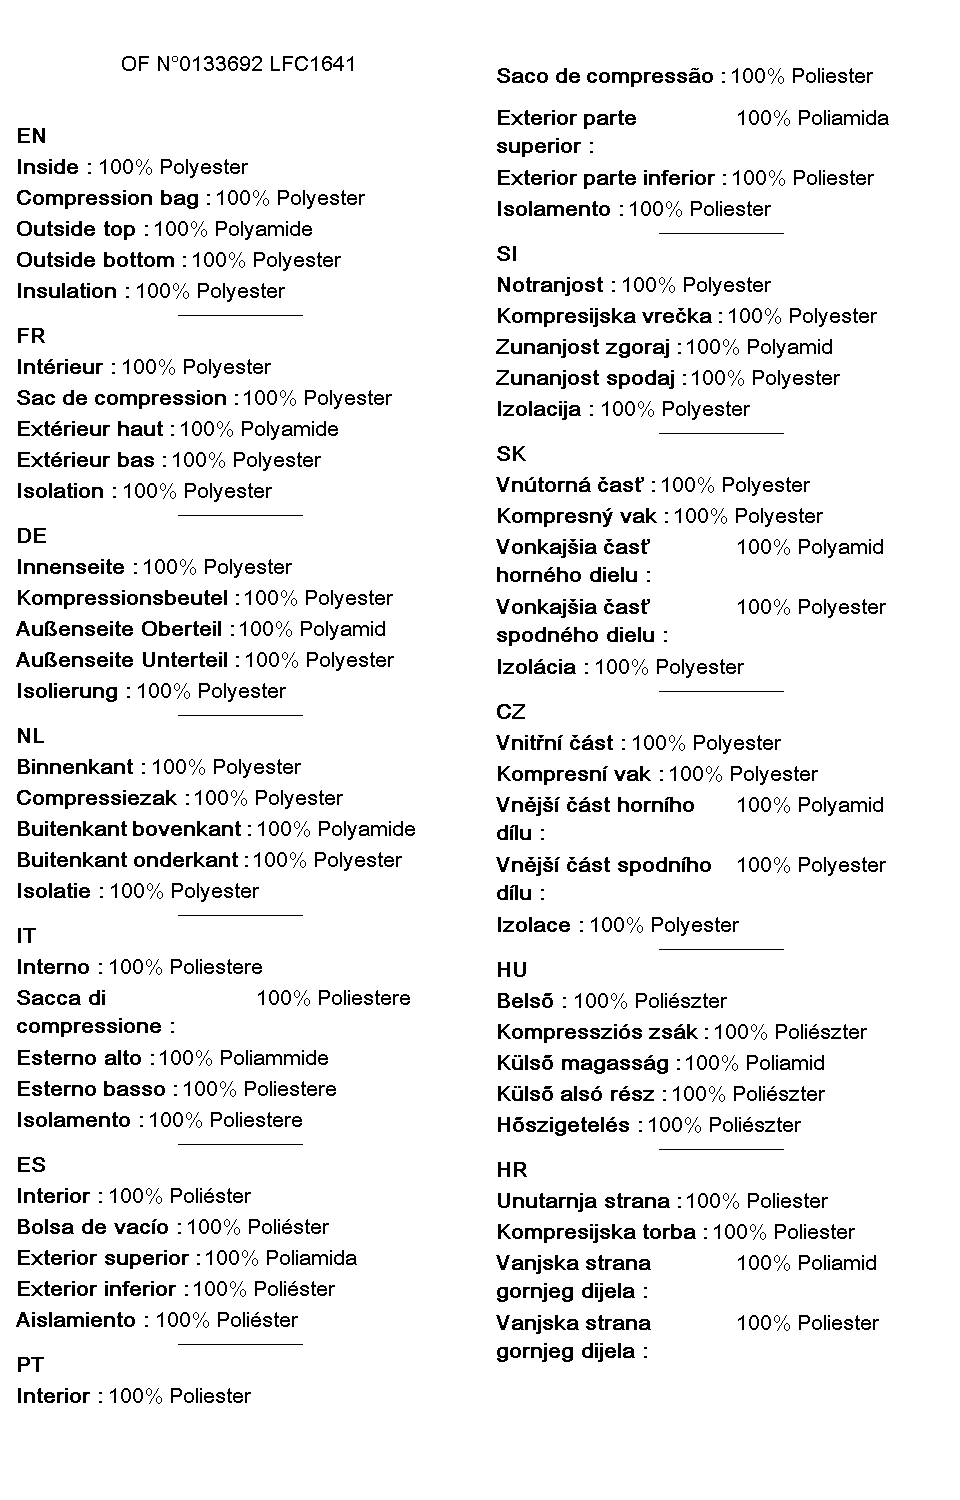 OF N°0133692 LFC1641
EN
Inside : 100% Polyester
Compression bag : 100% Polyester
Outside top : 100% Polyamide
Outside bottom : 100% Polyester
Insulation : 100% Polyester
FR
Intérieur : 100% Polyester
Sac de compression : 100% Polyester
Extérieur haut : 100% Polyamide
Extérieur bas : 100% Polyester
Isolation : 100% Polyester
DE
Innenseite : 100% Polyester
Kompressionsbeutel : 100% Polyester
Außenseite Oberteil : 100% Polyamid
Außenseite Unterteil : 100% Polyester
Isolierung : 100% Polyester
NL
Binnenkant : 100% Polyester
Compressiezak : 100% Polyester
Buitenkant bovenkant : 100% Polyamide
Buitenkant onderkant : 100% Polyester
Isolatie : 100% Polyester
IT
Interno : 100% Poliestere
Sacca di 100% Poliestere
compressione :
Esterno alto : 100% Poliammide
Esterno basso : 100% Poliestere
Isolamento : 100% Poliestere
ES
Interior : 100% Poliéster
Bolsa de vacío : 100% Poliéster
Exterior superior : 100% Poliamida
Exterior inferior : 100% Poliéster
Aislamiento : 100% Poliéster
PT
Interior : 100% Poliester
Saco de compressão : 100% Poliester
Exterior parte 100% Poliamida
superior :
Exterior parte inferior : 100% Poliester
Isolamento : 100% Poliester
SI
Notranjost : 100% Polyester
Kompresijska vrečka : 100% Polyester
Zunanjost zgoraj : 100% Polyamid
Zunanjost spodaj : 100% Polyester
Izolacija : 100% Polyester
SK
Vnútorná časť : 100% Polyester
Kompresný vak : 100% Polyester
Vonkajšia časť 100% Polyamid
horného dielu :
Vonkajšia časť 100% Polyester
spodného dielu :
Izolácia : 100% Polyester
CZ
Vnitřní část : 100% Polyester
Kompresní vak : 100% Polyester
Vnější část horního 100% Polyamid
dílu :
Vnější část spodního 100% Polyester
dílu :
Izolace : 100% Polyester
HU
Belső : 100% Poliészter
Kompressziós zsák : 100% Poliészter
Külső magasság : 100% Poliamid
Külső alsó rész : 100% Poliészter
Hőszigetelés : 100% Poliészter
HR
Unutarnja strana : 100% Poliester
Kompresijska torba : 100% Poliester
Vanjska strana 100% Poliamid
gornjeg dijela :
Vanjska strana 100% Poliester
gornjeg dijela :